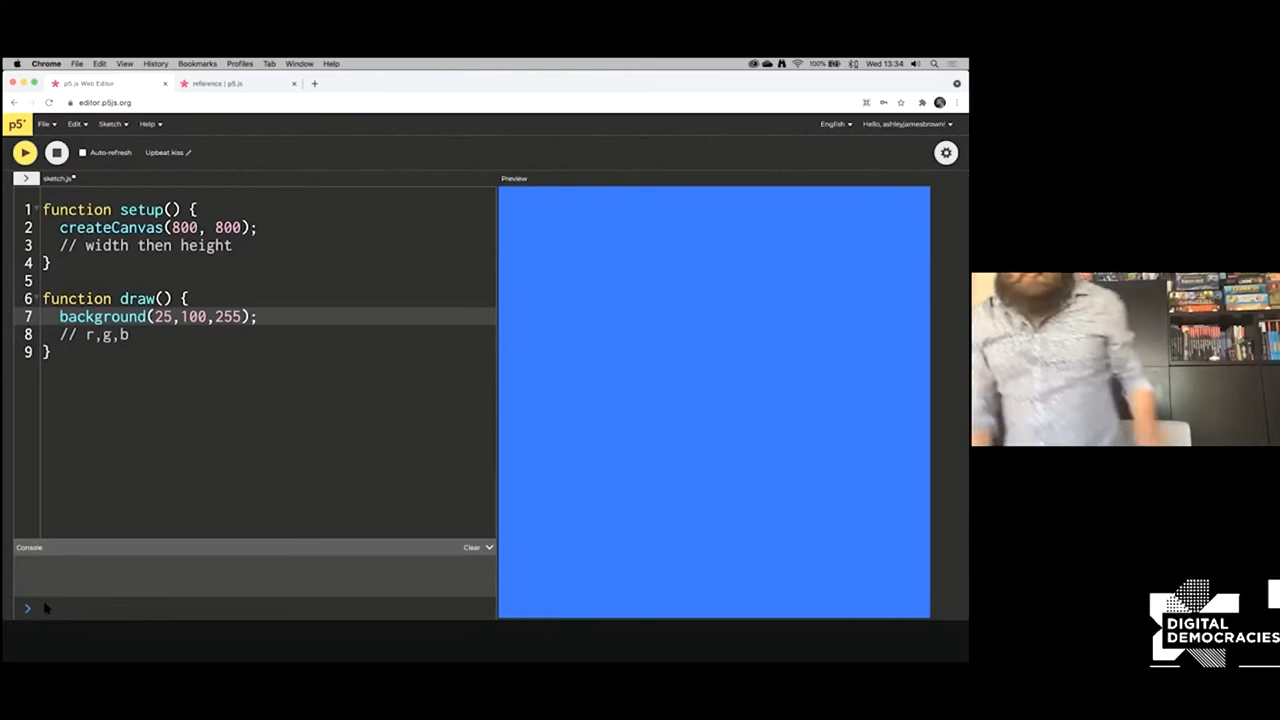 Chrome File Edit View History Bookmarks Profiles Tab Window Help 100% Wed 13:34
p5.js Web Editor reference | p5.js
editor.p5js.org
p5* File Edit Sketch Help English Hello, ashleyjamesbrown!
Auto-refresh Upbeat kiss
> sketch.js Preview
1 function setup() {
2 createCanvas(800, 800);
3 // width then height
4 }
5
6 function draw() {
7 background(25,100,255);
8 // r,g,b
9 }
Console Clear
>
DIGITAL
DEMOCRACIES